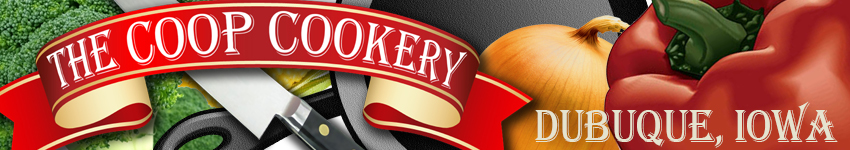 THE COOP COOKERY
DUBUQUE, IOWA